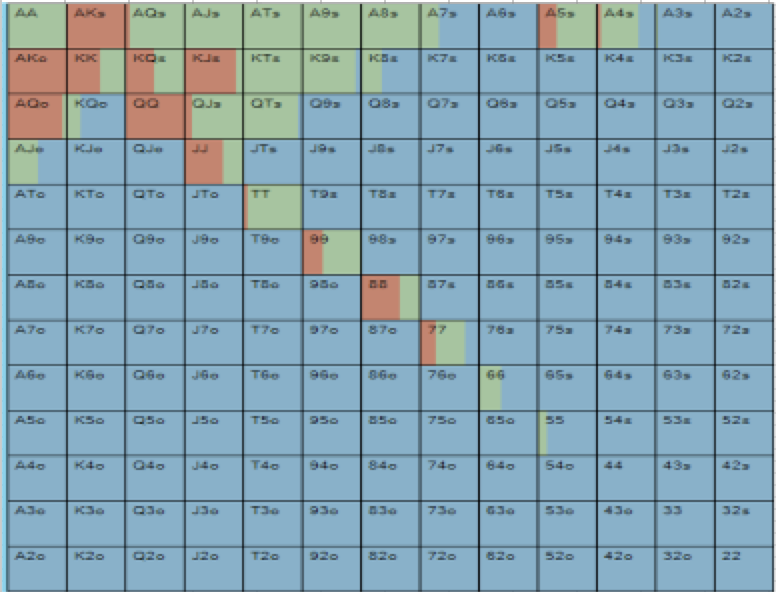 AA AKs AQs AJs ATs A9s A8s A7s A6s A5s A4s A3s A2s
AKo KK KQs KJs KTs K9s K8s K7s K6s K5s K4s K3s K2s
AQo KQo QQ QJs QTs Q9s Q8s Q7s Q6s Q5s Q4s Q3s Q2s
AJo KJo QJo JJ JTs J9s J8s J7s J6s J5s J4s J3s J2s
ATo KTo QTo JTo TT T9s T8s T7s T6s T5s T4s T3s T2s
A9o K9o Q9o J9o T9o 99 98s 97s 96s 95s 94s 93s 92s
A8o K8o Q8o J8o T8o 98o 88 87s 86s 85s 84s 83s 82s
A7o K7o Q7o J7o T7o 97o 87o 77 76s 75s 74s 73s 72s
A6o K6o Q6o J6o T6o 96o 86o 76o 66 65s 64s 63s 62s
A5o K5o Q5o J5o T5o 95o 85o 75o 65o 55 54s 53s 52s
A4o K4o Q4o J4o T4o 94o 84o 74o 64o 54o 44 43s 42s
A3o K3o Q3o J3o T3o 93o 83o 73o 63o 53o 43o 33 32s
A2o K2o Q2o J2o T2o 92o 82o 72o 62o 52o 42o 32o 22